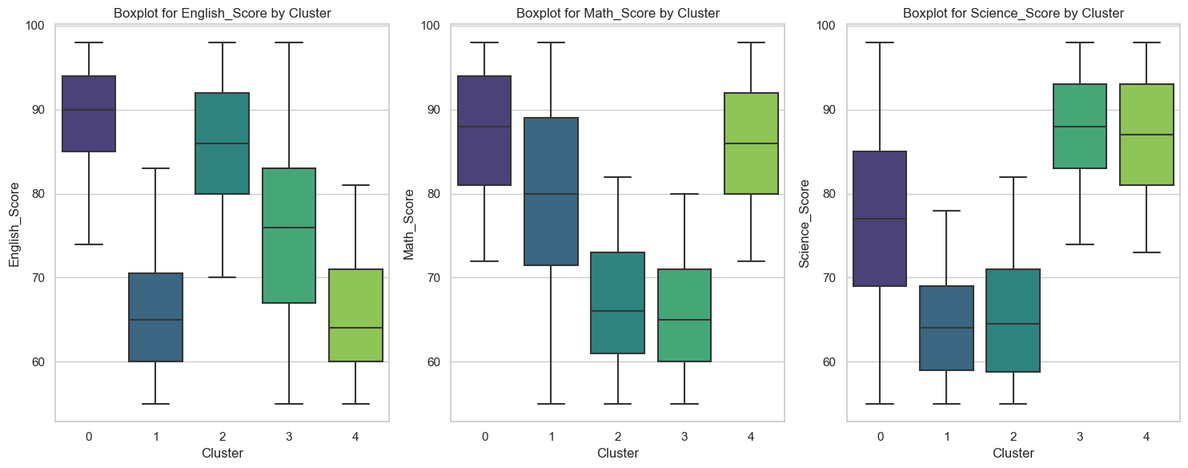 Boxplot for English_Score by Cluster
100
90
80
70
60
English_Score
0 1 2 3 4
Cluster
Boxplot for Math_Score by Cluster
100
90
80
70
60
Math_Score
0 1 2 3 4
Cluster
Boxplot for Science_Score by Cluster
100
90
80
70
60
Science_Score
0 1 2 3 4
Cluster